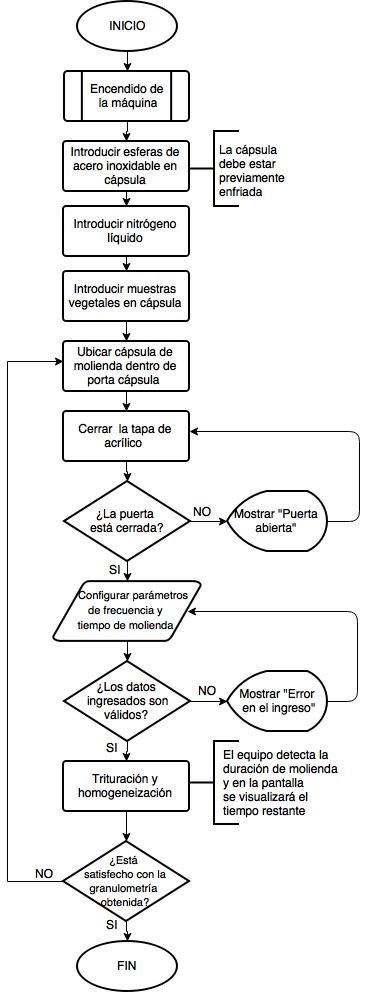 INICIO
Encendido de
la máquina
Introducir esferas de
acero inoxidable en
cápsula
La cápsula
debe estar
previamente
enfriada
Introducir nitrógeno
líquido
Introducir muestras
vegetales en cápsula
Ubicar cápsula de
molienda dentro de
porta cápsula
Cerrar la tapa de
acrílico
¿La puerta
está cerrada?
NO
Mostrar "Puerta
abierta"
SI
Configurar parámetros
de frecuencia y
tiempo de molienda
¿Los datos
ingresados son
válidos?
NO
Mostrar "Error
en el ingreso"
SI
Trituración y
homogeneización
El equipo detecta la
duración de molienda
y en la pantalla
se visualizará el
tiempo restante
¿Está
satisfecho con la
granulometría
obtenida?
NO
SI
FIN